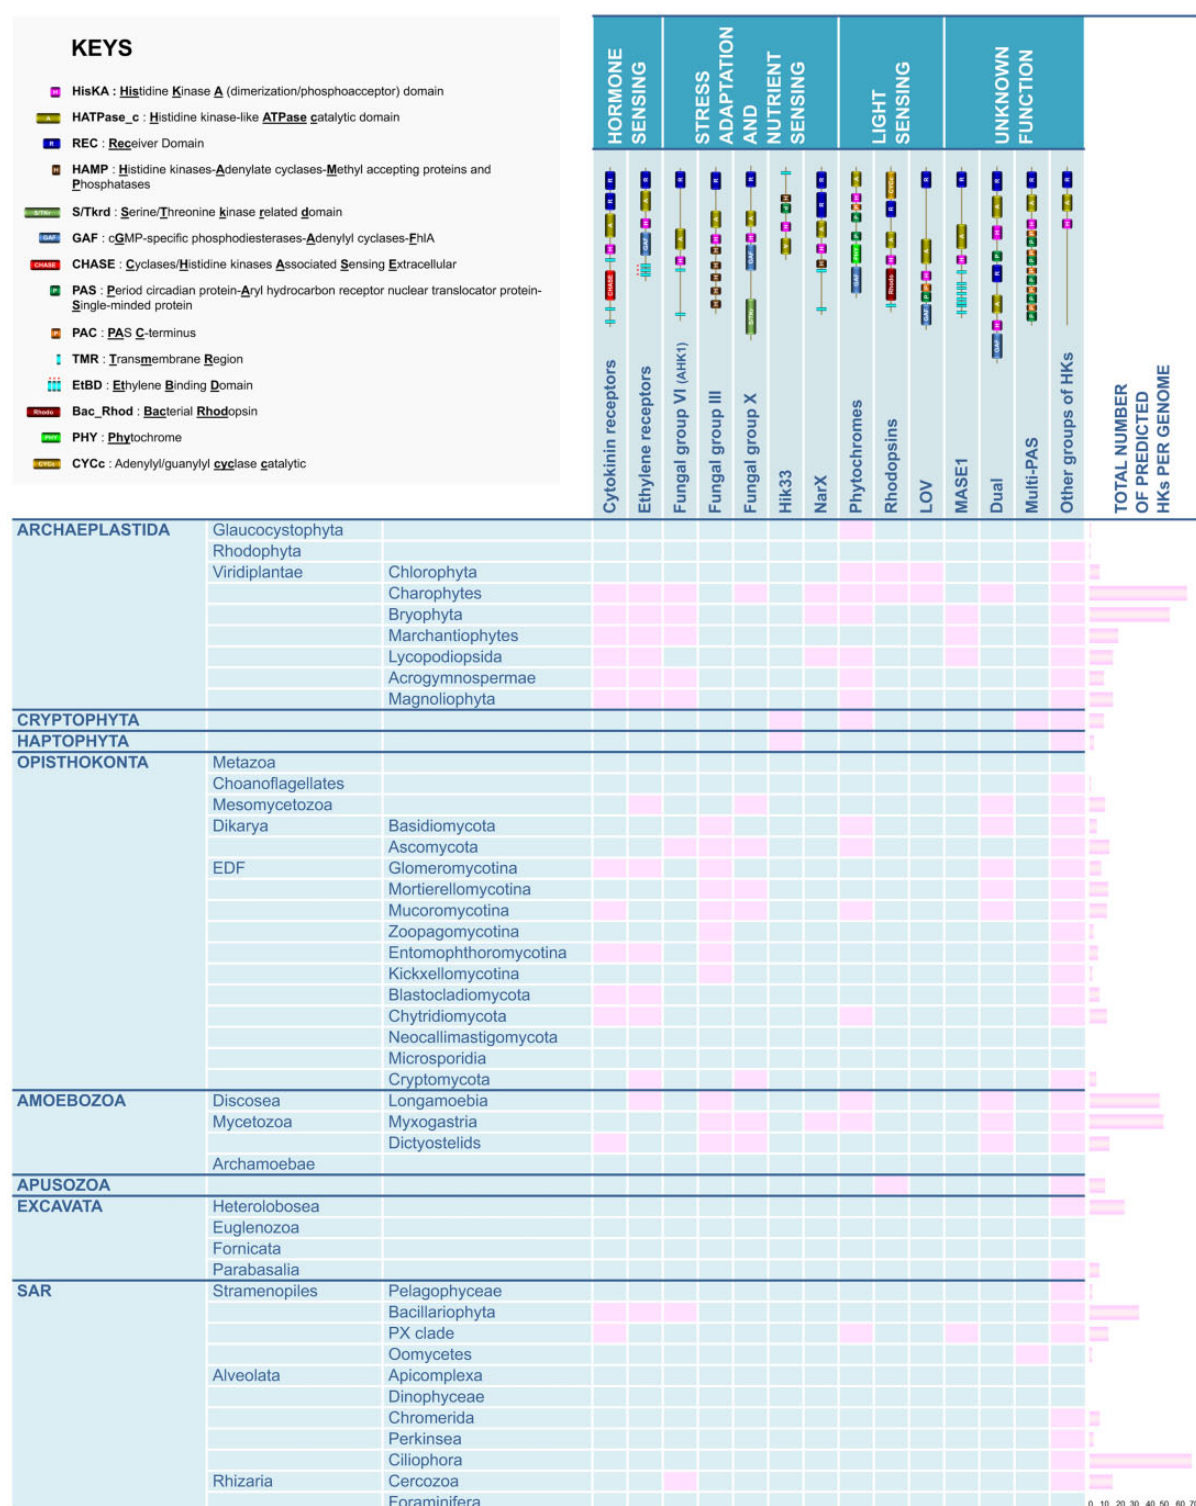 KEYS
HisKA : Histidine Kinase A (dimerization/phosphoacceptor) domain
HATPase_c : Histidine kinase-like ATPase catalytic domain
REC : Receiver Domain
HAMP : Histidine kinases-Adenylate cyclases-Methyl accepting proteins and
Phosphatases
S/Tkrd : Serine/Threonine kinase related domain
GAF : cGMP-specific phosphodiesterases-Adenylyl cyclases-FhlA
CHASE : Cyclases/Histidine kinases Associated Sensing Extracellular
PAS : Period circadian protein-Aryl hydrocarbon receptor nuclear translocator protein-
Single-minded protein
PAC : PAS C-terminus
TMR : Transmembrane Region
EtBD : Ethylene Binding Domain
Bac_Rhod : Bacterial Rhodopsin
PHY : Phytochrome
CYCc : Adenylyl/guanylyl cyclase catalytic
HORMONE
SENSING
STRESS
ADAPTATION
AND
NUTRIENT
SENSING
LIGHT
SENSING
UNKNOWN
FUNCTION
Cytokinin receptors
Ethylene receptors
Fungal group VI (AHK1)
Fungal group III
Fungal group X
Hik33
NarX
Phytochromes
Rhodopsins
LOV
MASE1
Dual
Multi-PAS
Other groups of HKs
TOTAL NUMBER
OF PREDICTED
HKs PER GENOME
ARCHAEPLASTIDA Glaucocystophyta
Rhodophyta
Viridiplantae Chlorophyta
Charophytes
Bryophyta
Marchantiophytes
Lycopodiopsida
Acrogymnospermae
Magnoliophyta
CRYPTOPHYTA
HAPTOPHYTA
OPISTHOKONTA Metazoa
Choanoflagellates
Mesomycetozoa
Dikarya Basidiomycota
Ascomycota
EDF Glomeromycotina
Mortierellomycotina
Mucoromycotina
Zoopagomycotina
Entomophthoromycotina
Kickxellomycotina
Blastocladiomycota
Chytridiomycota
Neocallimastigomycota
Microsporidia
Cryptomycota
AMOEBOZOA Discosea Longamoebia
Mycetozoa Myxogastria
Dictyostelids
Archamoebae
APUSOZOA
EXCAVATA Heterolobosea
Euglenozoa
Fornicata
Parabasalia
SAR Stramenopiles Pelagophyceae
Bacillariophyta
PX clade
Oomycetes
Alveolata Apicomplexa
Dinophyceae
Chromerida
Perkinsea
Ciliophora
Rhizaria Cercozoa
Foraminifera
0 10 20 30 40 50 60 70